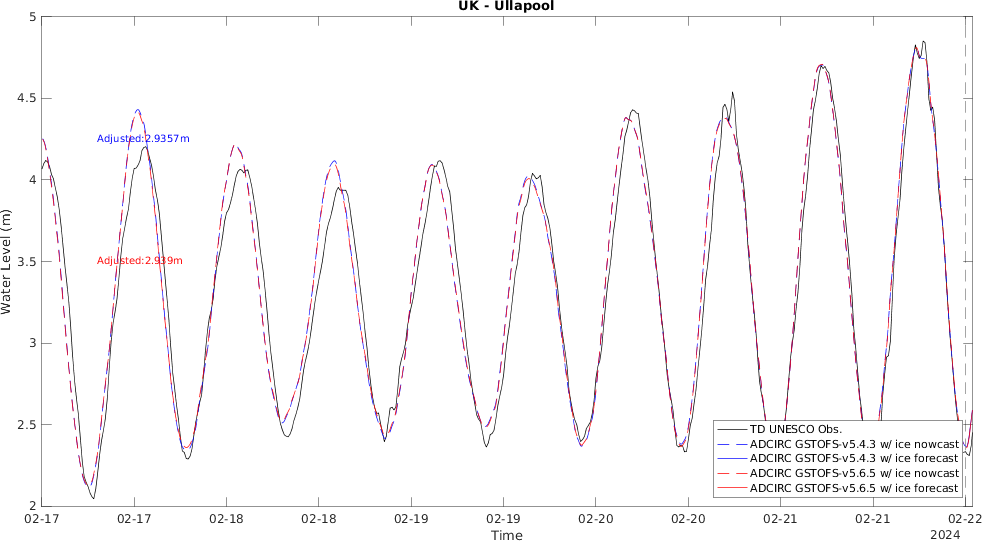 UK - Ullapool
5
4.5
4
3.5
3
2.5
2
Water Level (m)
Adjusted:2.9357m
Adjusted:2.939m
TD UNESCO Obs.
ADCIRC GSTOFS-v5.4.3 w/ ice nowcast
ADCIRC GSTOFS-v5.4.3 w/ ice forecast
ADCIRC GSTOFS-v5.6.5 w/ ice nowcast
ADCIRC GSTOFS-v5.6.5 w/ ice forecast
02-17 02-17 02-18 02-18 02-19 02-19 02-20 02-20 02-21 02-21 02-22
Time
2024